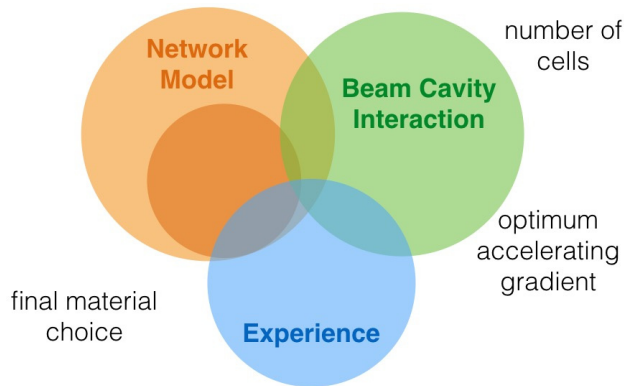 number of
cells
Network
Model
Beam Cavity
Interaction
optimum
accelerating
gradient
final material
choice
Experience